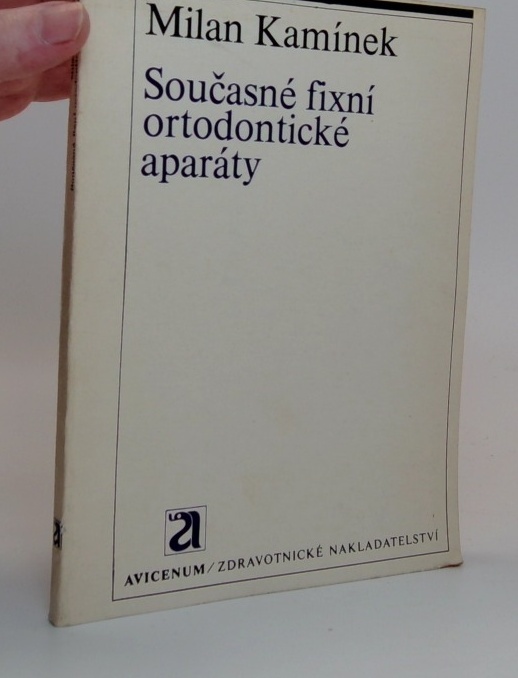 Milan Kamínek
Současné fixní
ortodontické
aparáty
a
AVICENUM/ZDRAVOTNICKÉ NAKLADATELSTVÍ